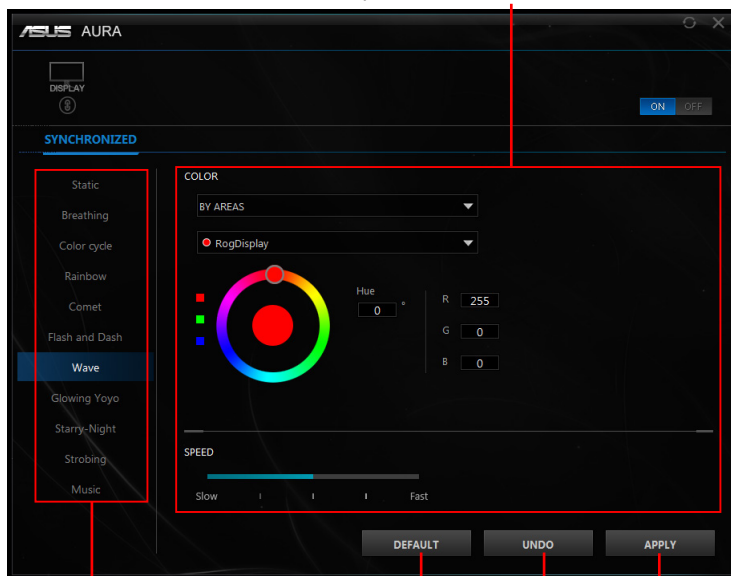 ASUS AURA
DISPLAY
ON OFF
SYNCHRONIZED
Static
Breathing
Color cycle
Rainbow
Comet
Flash and Dash
Wave
Glowing Yoyo
Starry-Night
Strobing
Music
COLOR
BY AREAS
RogDisplay
Hue
0 °
R 255
G 0
B 0
SPEED
Slow Fast
DEFAULT UNDO APPLY